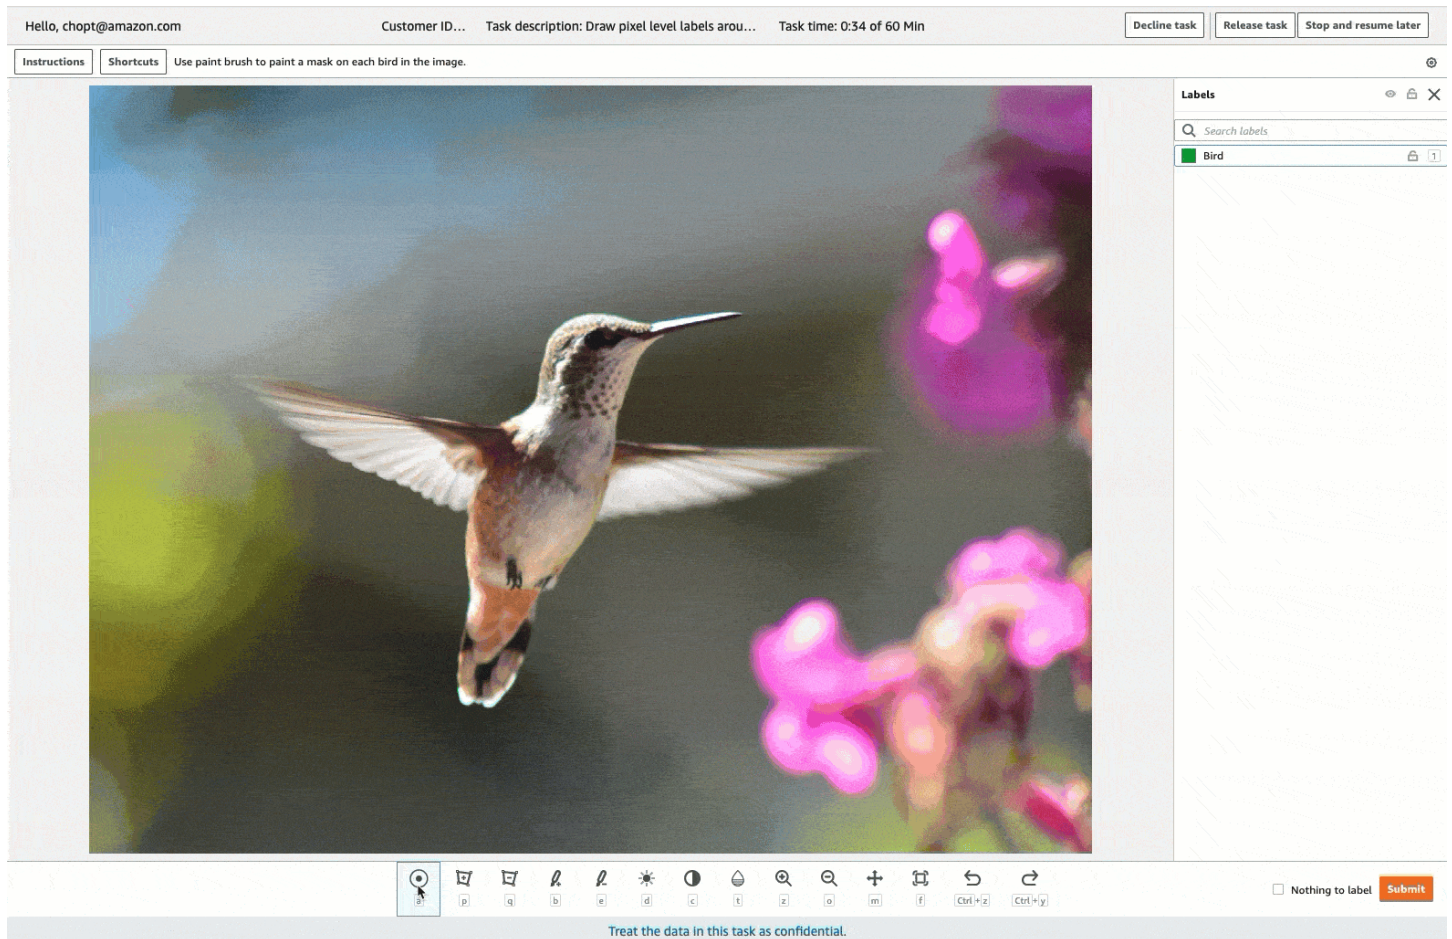 Hello, chopt@amazon.com Customer ID... Task description: Draw pixel level labels arou... Task time: 0:34 of 60 Min Decline task Release task Stop and resume later
Instructions Shortcuts Use paint brush to paint a mask on each bird in the image.
Labels
Search labels
Bird 1
a p q b e d c t z o m f Ctrl+z Ctrl+y
Nothing to label Submit
Treat the data in this task as confidential.